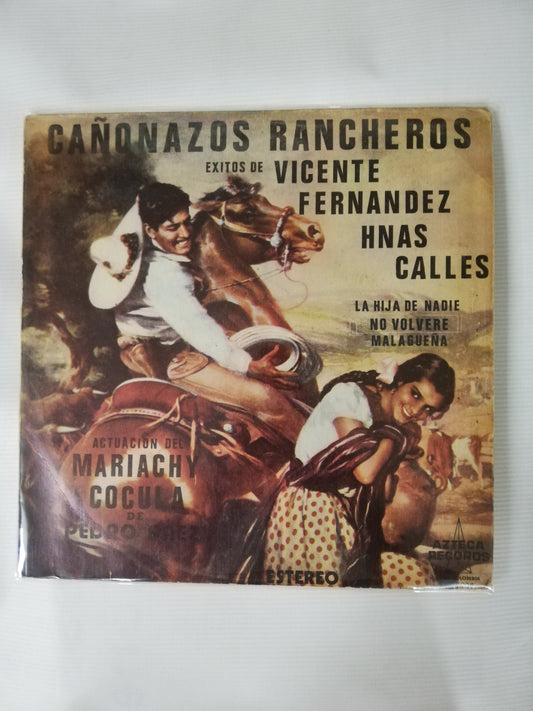 CAÑONAZOS RANCHEROS
EXITOS DE VICENTE
FERNANDEZ
HNAS
CALLES
LA HIJA DE NADIE
NO VOLVERE
MALAGUEÑA
ACTUACION DEL
MARIACHY
COCULA
DE
PEDRO
AZTECA
RECORDS
ESTEREO